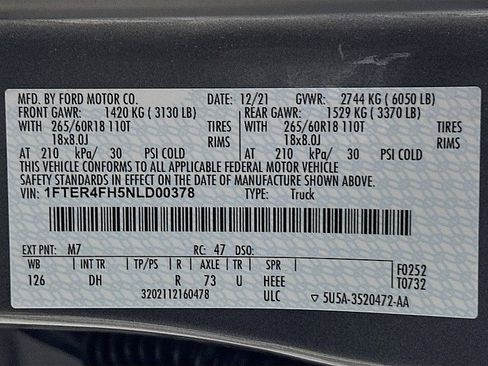 MFD. BY FORD MOTOR CO. DATE: 12/21 GVWR: 2744 KG ( 6050 LB)
FRONT GAWR: 1420 KG ( 3130 LB) REAR GAWR: 1529 KG ( 3370 LB)
WITH 265/60R18 110T TIRES WITH 265/60R18 110T TIRES
18x8.0J RIMS 18x8.0J RIMS
AT 210 kPa/ 30 PSI COLD AT 210 kPa/ 30 PSI COLD
THIS VEHICLE CONFORMS TO ALL APPLICABLE FEDERAL MOTOR VEHICLE
SAFETY STANDARDS IN EFFECT ON THE DATE OF MANUFACTURE SHOWN ABOVE.
VIN: 1FTER4FH5NLD00378 TYPE: Truck
EXT PNT: M7 RC: 47 DSO: F0252
WB INT TR TP/PS R AXLE TR SPR T0732
126 DH R 73 U HEEE
3202112160478 ULC 5U5A-3520472-AA